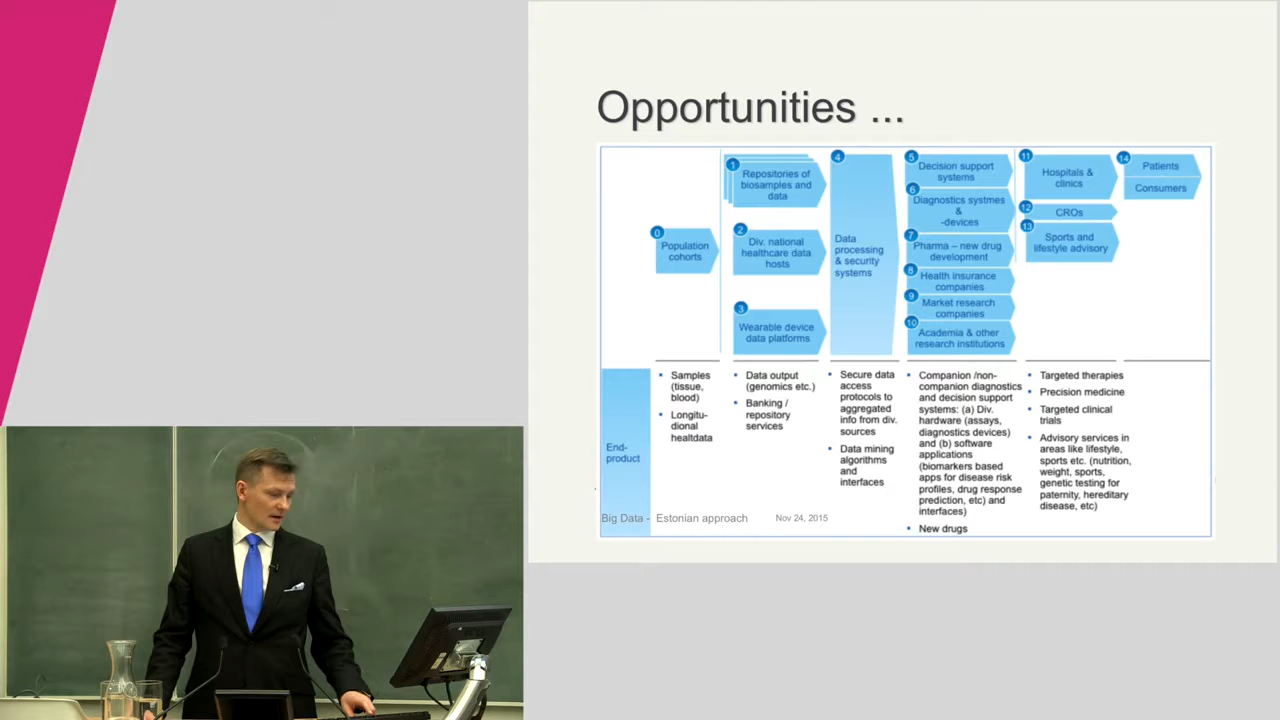 Opportunities ...
0
Population
cohorts
1
Repositories of
biosamples and
data
2
Div. national
healthcare data
hosts
3
Wearable device
data platforms
4
Data
processing
& security
systems
5
Decision support
systems
6
Diagnostics systmes
&
-devices
7
Pharma – new drug
development
8
Health insurance
companies
9
Market research
companies
10
Academia & other
research institutions
11
Hospitals &
clinics
12
CROs
13
Sports and
lifestyle advisory
14
Patients
Consumers
End-
product
▪ Samples
(tissue,
blood)
▪ Longitu-
dional
healtdata
▪ Data output
(genomics etc.)
▪ Banking /
repository
services
▪ Secure data
access
protocols to
aggregated
info from div.
sources
▪ Data mining
algorithms
and
interfaces
▪ Companion /non-
companion diagnostics
and decision support
systems: (a) Div.
hardware (assays,
diagnostics devices)
and (b) software
applications
(biomarkers based
apps for disease risk
profiles, drug response
prediction, etc) and
interfaces)
▪ New drugs
▪ Targeted therapies
▪ Precision medicine
▪ Targeted clinical
trials
▪ Advisory services in
areas like lifestyle,
sports etc. (nutrition,
weight, sports,
genetic testing for
paternity, hereditary
disease, etc)
Big Data - Estonian approach
Nov 24, 2015